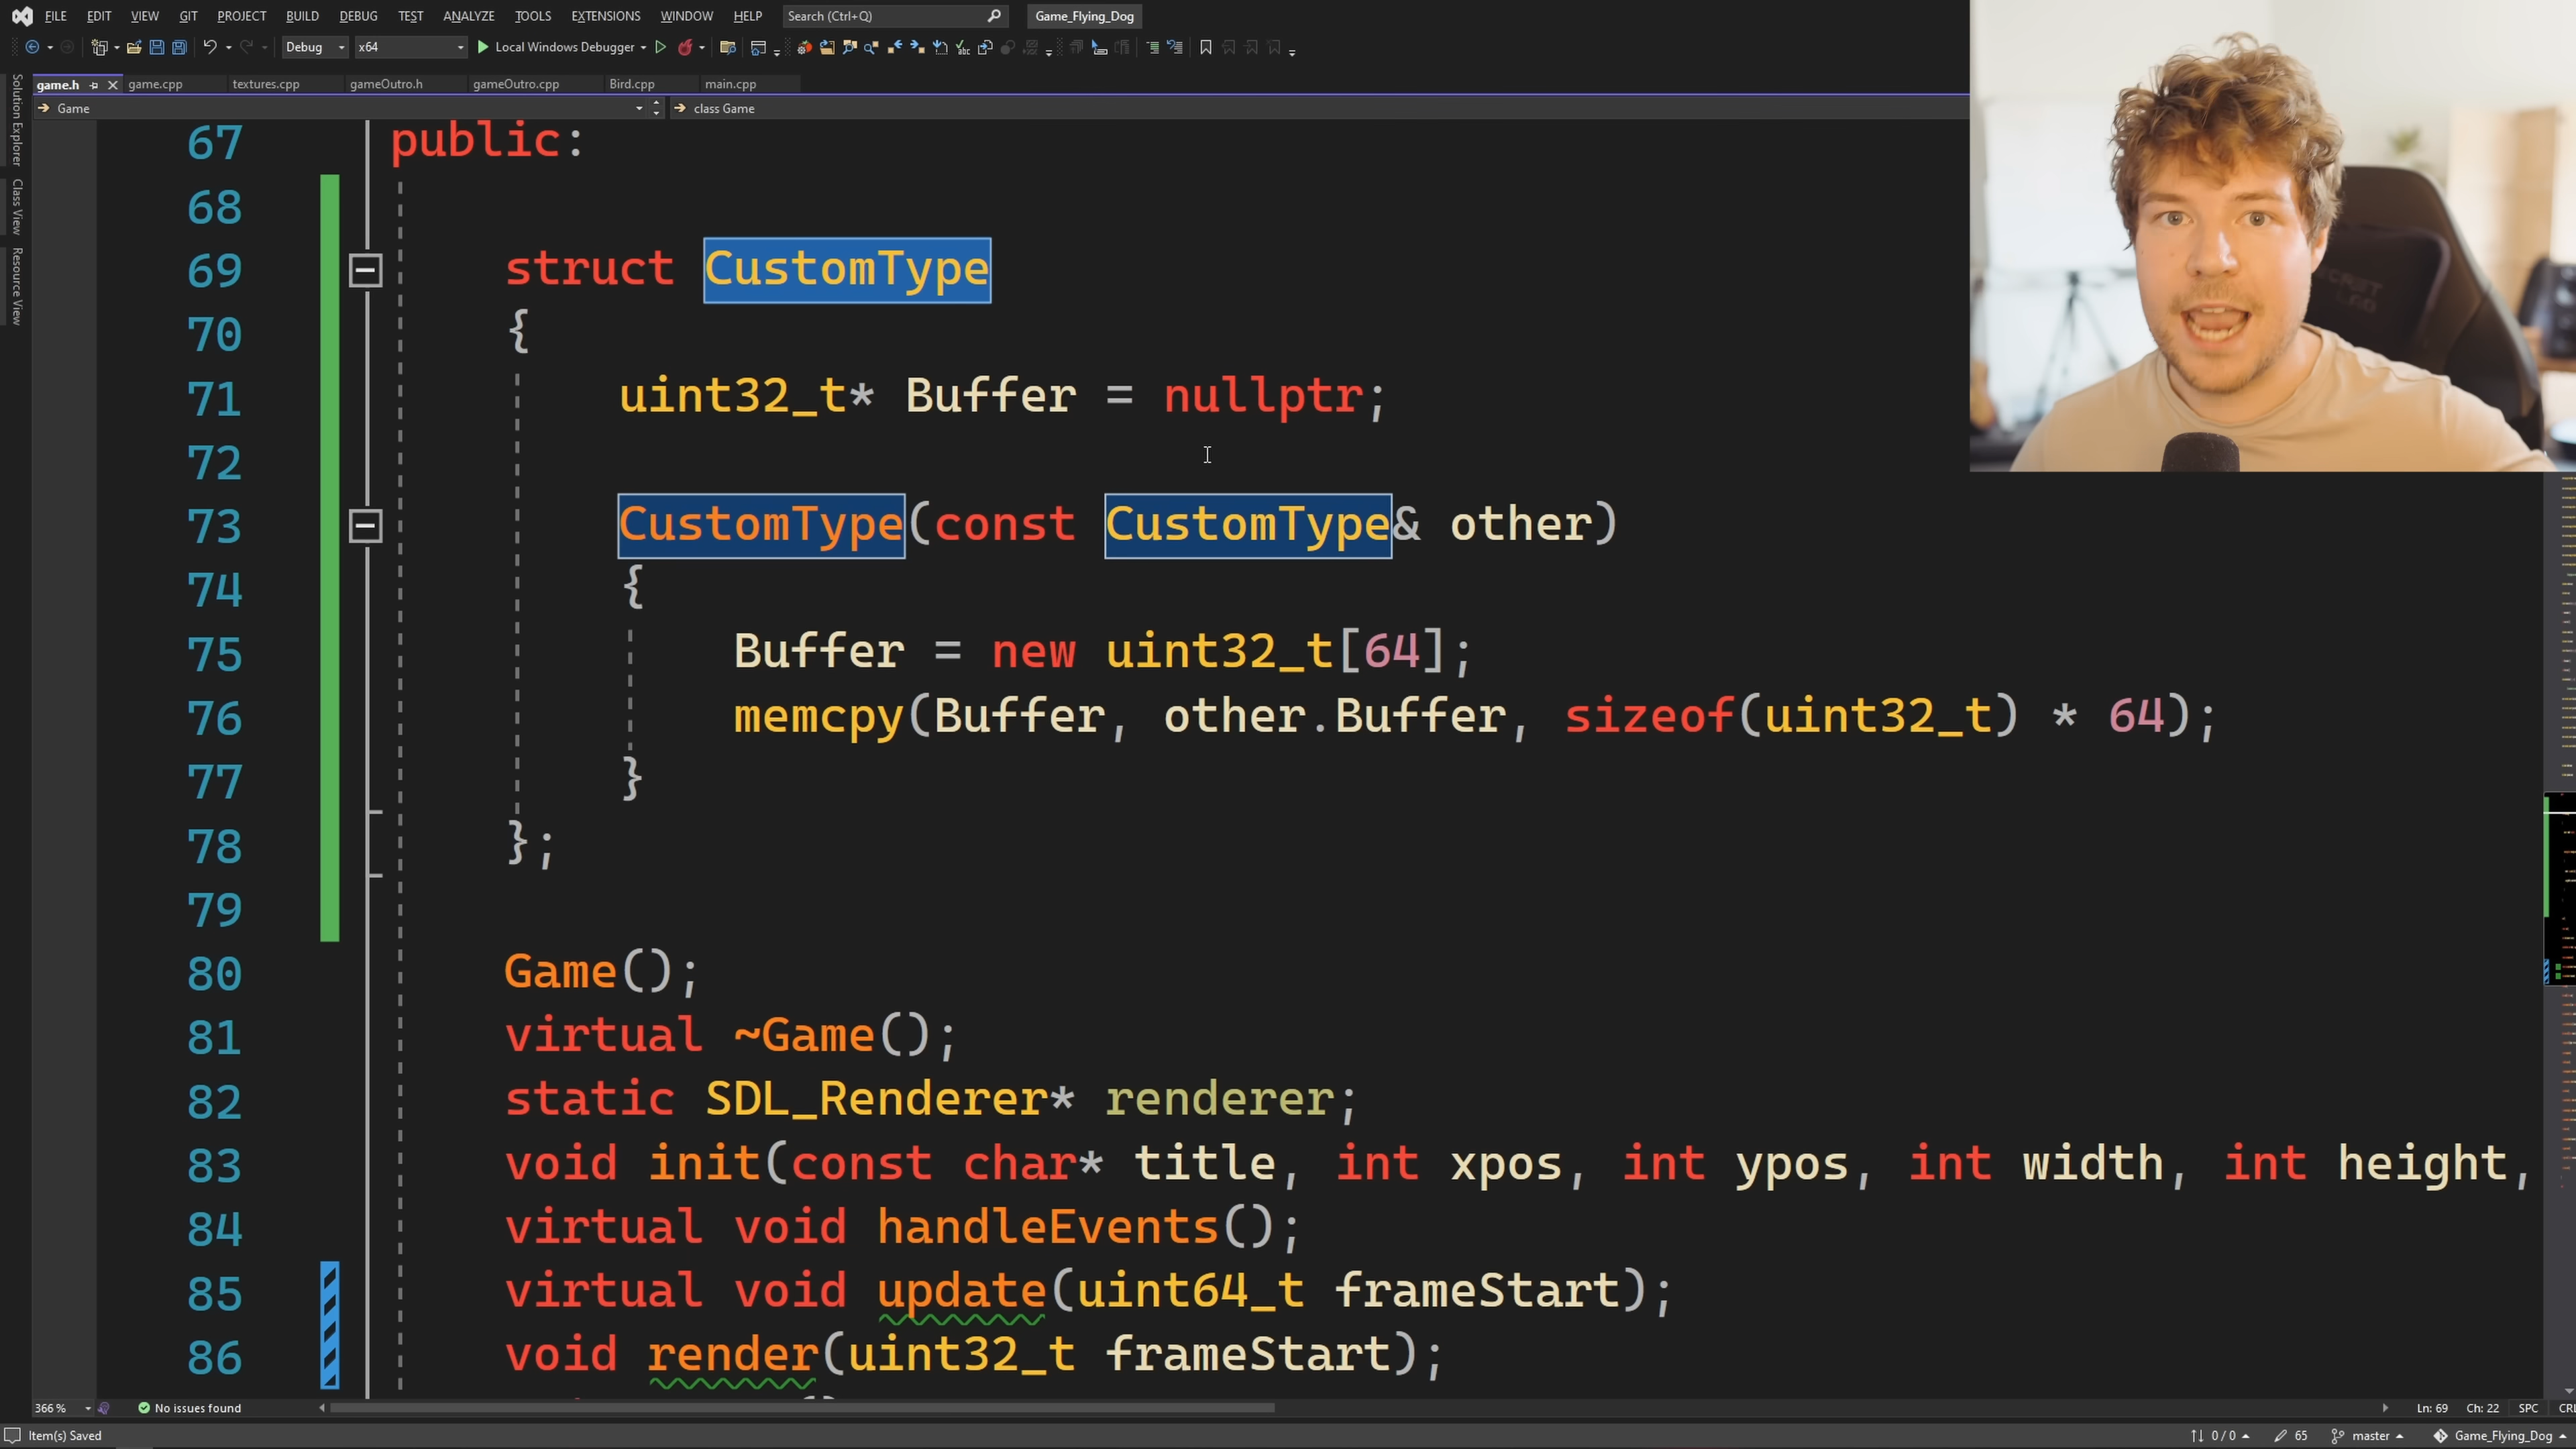 FILE EDIT VIEW GIT PROJECT BUILD DEBUG TEST ANALYZE TOOLS EXTENSIONS WINDOW HELP Search (Ctrl+Q) Game_Flying_Dog
Debug x64 Local Windows Debugger
game.h game.cpp textures.cpp gameOutro.h gameOutro.cpp Bird.cpp main.cpp
Game class Game
Solution Explorer
Class View
Resource View
67 public:
68
69 struct CustomType
70 {
71 uint32_t* Buffer = nullptr;
72
73 CustomType(const CustomType& other)
74 {
75 Buffer = new uint32_t[64];
76 memcpy(Buffer, other.Buffer, sizeof(uint32_t) * 64);
77 }
78 };
79
80 Game();
81 virtual ~Game();
82 static SDL_Renderer* renderer;
83 void init(const char* title, int xpos, int ypos, int width, int height,
84 virtual void handleEvents();
85 virtual void update(uint64_t frameStart);
86 void render(uint32_t frameStart);
366 % No issues found Ln: 69 Ch: 22 SPC CRL
Item(s) Saved 0 / 0 65 master Game_Flying_Dog